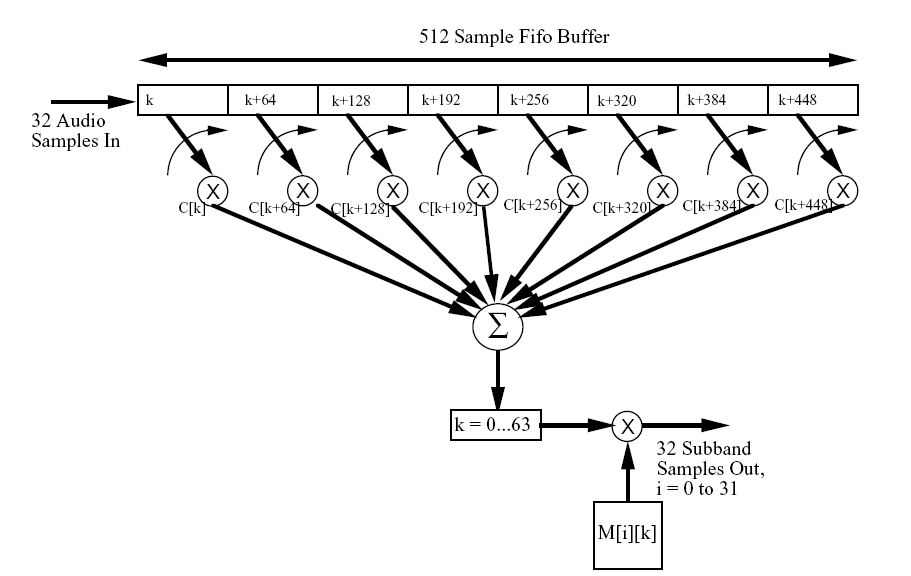 512 Sample Fifo Buffer
k k+64 k+128 k+192 k+256 k+320 k+384 k+448
32 Audio
Samples In
X X X X X X X X
C[k] C[k+64] C[k+128] C[k+192] C[k+256] C[k+320] C[k+384] C[k+448]
Σ
k = 0...63 X
32 Subband
Samples Out,
i = 0 to 31
M[i][k]